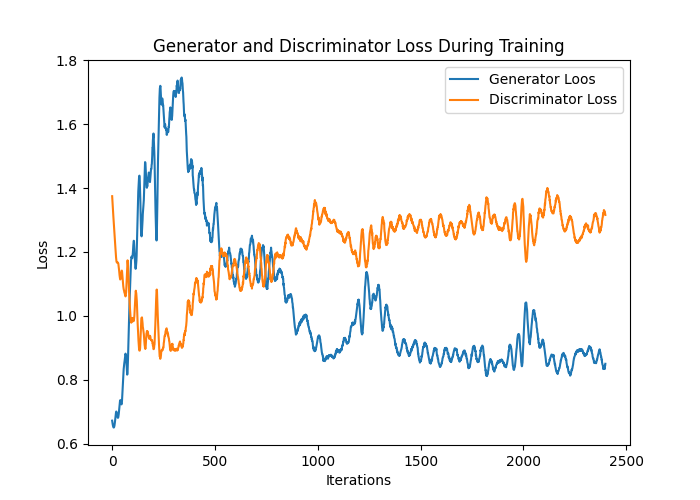 Generator and Discriminator Loss During Training
Generator Loos
Discriminator Loss
1.8
1.6
1.4
1.2
1.0
0.8
0.6
Loss
0 500 1000 1500 2000 2500
Iterations